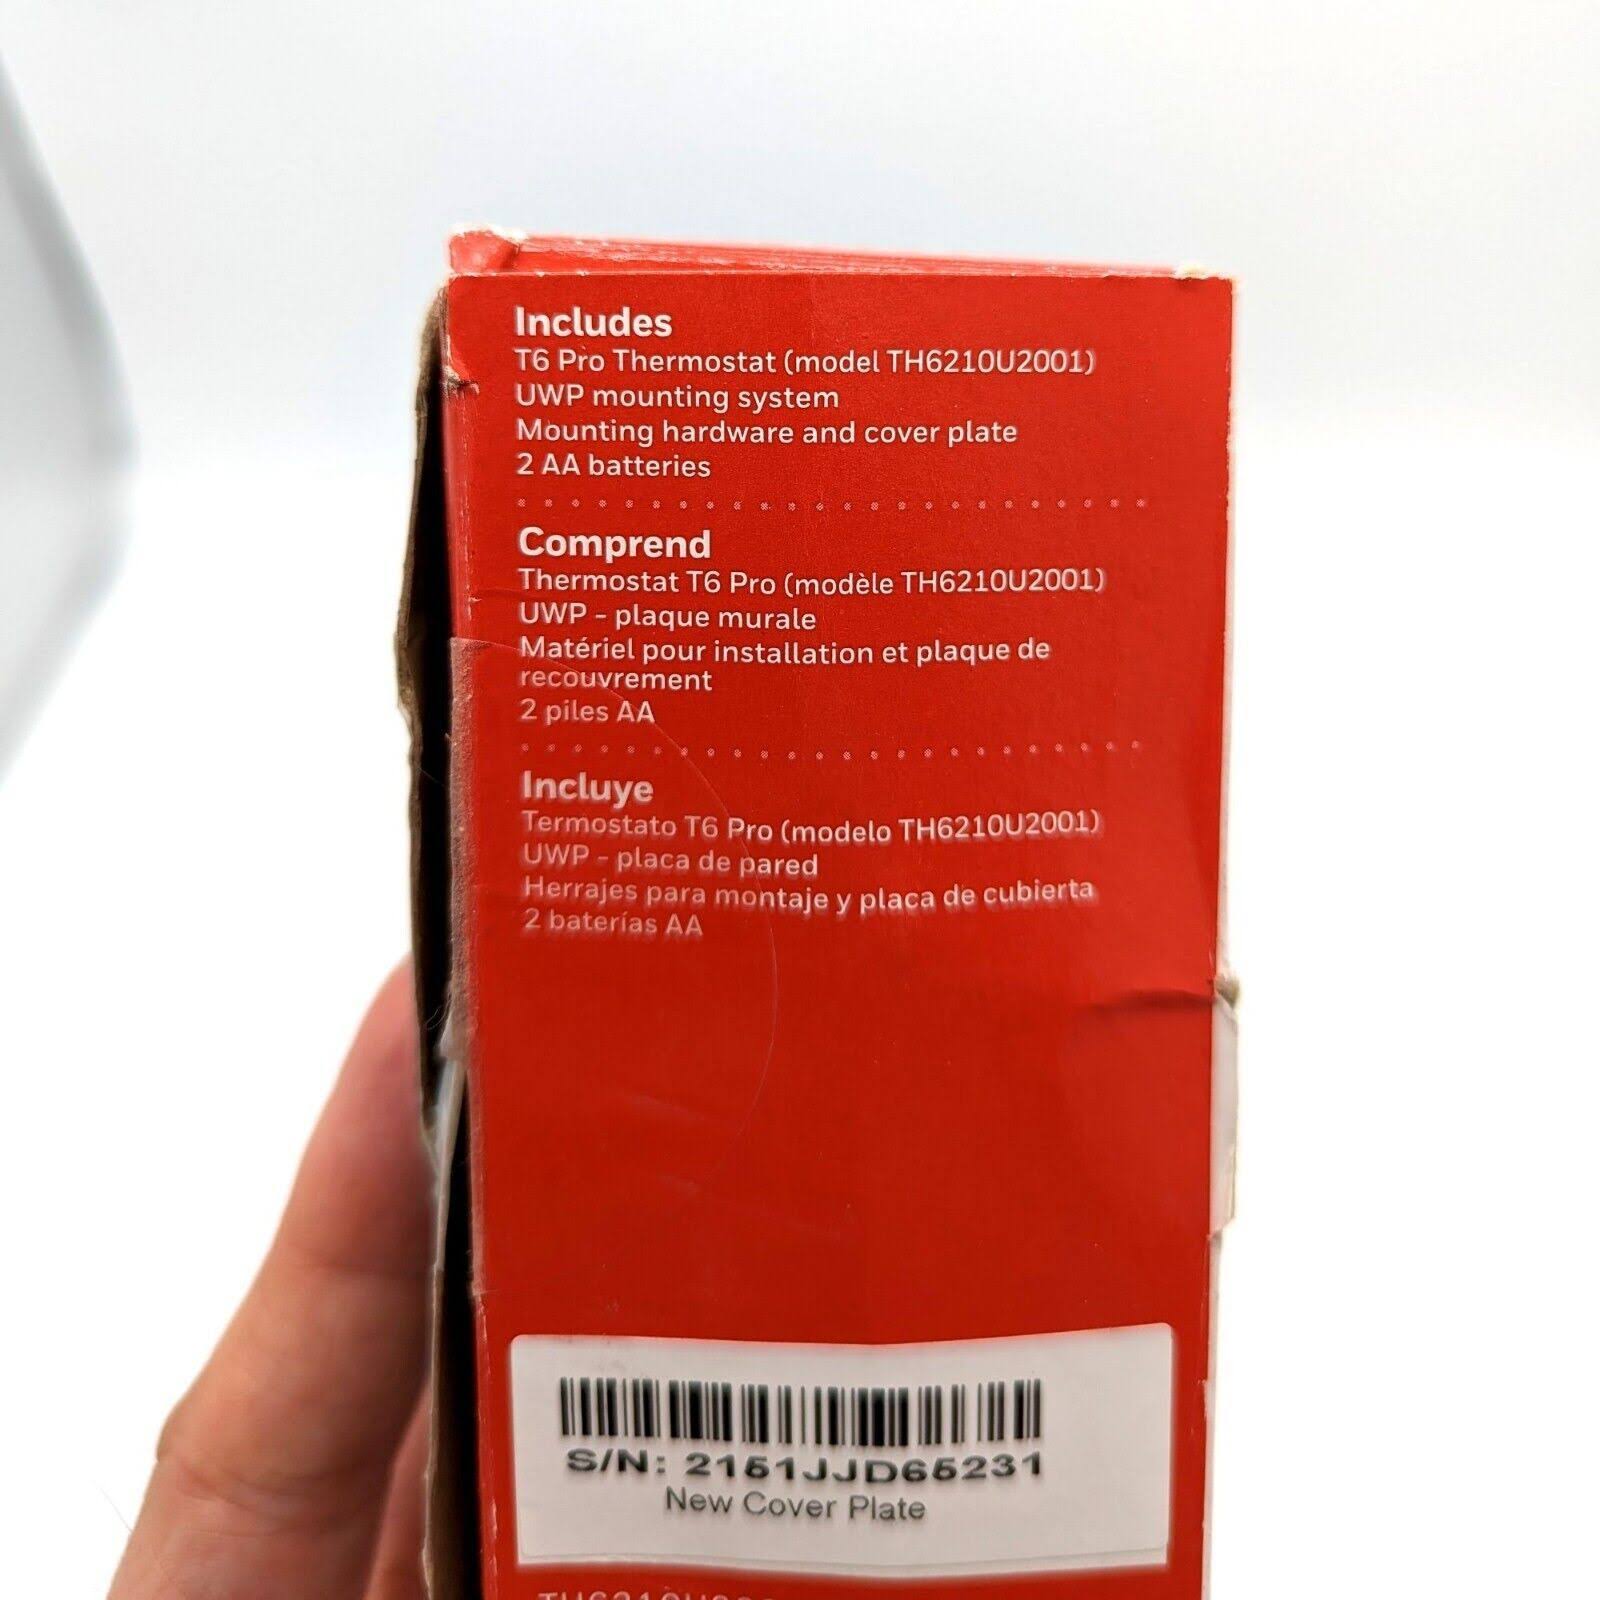 Includes
T6 Pro Thermostat (model TH6210U2001)
UWP mounting system
Mounting hardware and cover plate
2 AA batteries
Comprend
Thermostat T6 Pro (modèle TH6210U2001)
UWP - plaque murale
Matériel pour installation et plaque de
recouvrement
2 piles AA
Incluye
Termostato T6 Pro (modelo TH6210U2001)
UWP - placa de pared
Herrajes para montaje y placa de cubierta
2 baterías AA
S/N: 2151JJD65231
New Cover Plate